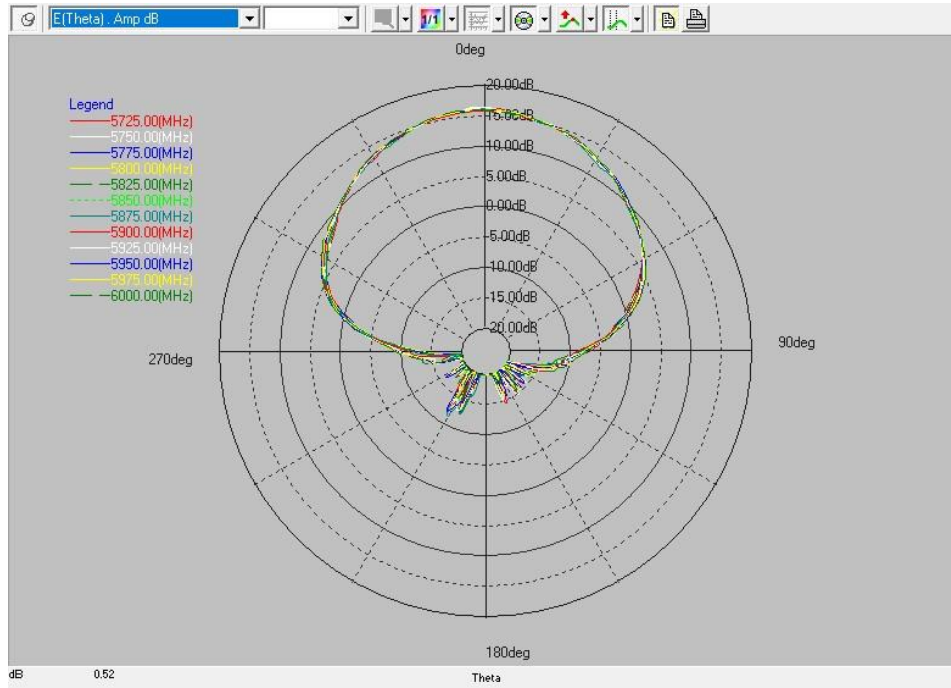 E(Theta) . Amp dB
1/1
0deg
20.00dB
15.00dB
10.00dB
5.00dB
0.00dB
-5.00dB
-10.00dB
-15.00dB
-20.00dB
Legend
5725.00(MHz)
5750.00(MHz)
5775.00(MHz)
5800.00(MHz)
5825.00(MHz)
5850.00(MHz)
5875.00(MHz)
5900.00(MHz)
5925.00(MHz)
5950.00(MHz)
5975.00(MHz)
6000.00(MHz)
270deg
90deg
180deg
dB 0.52 Theta